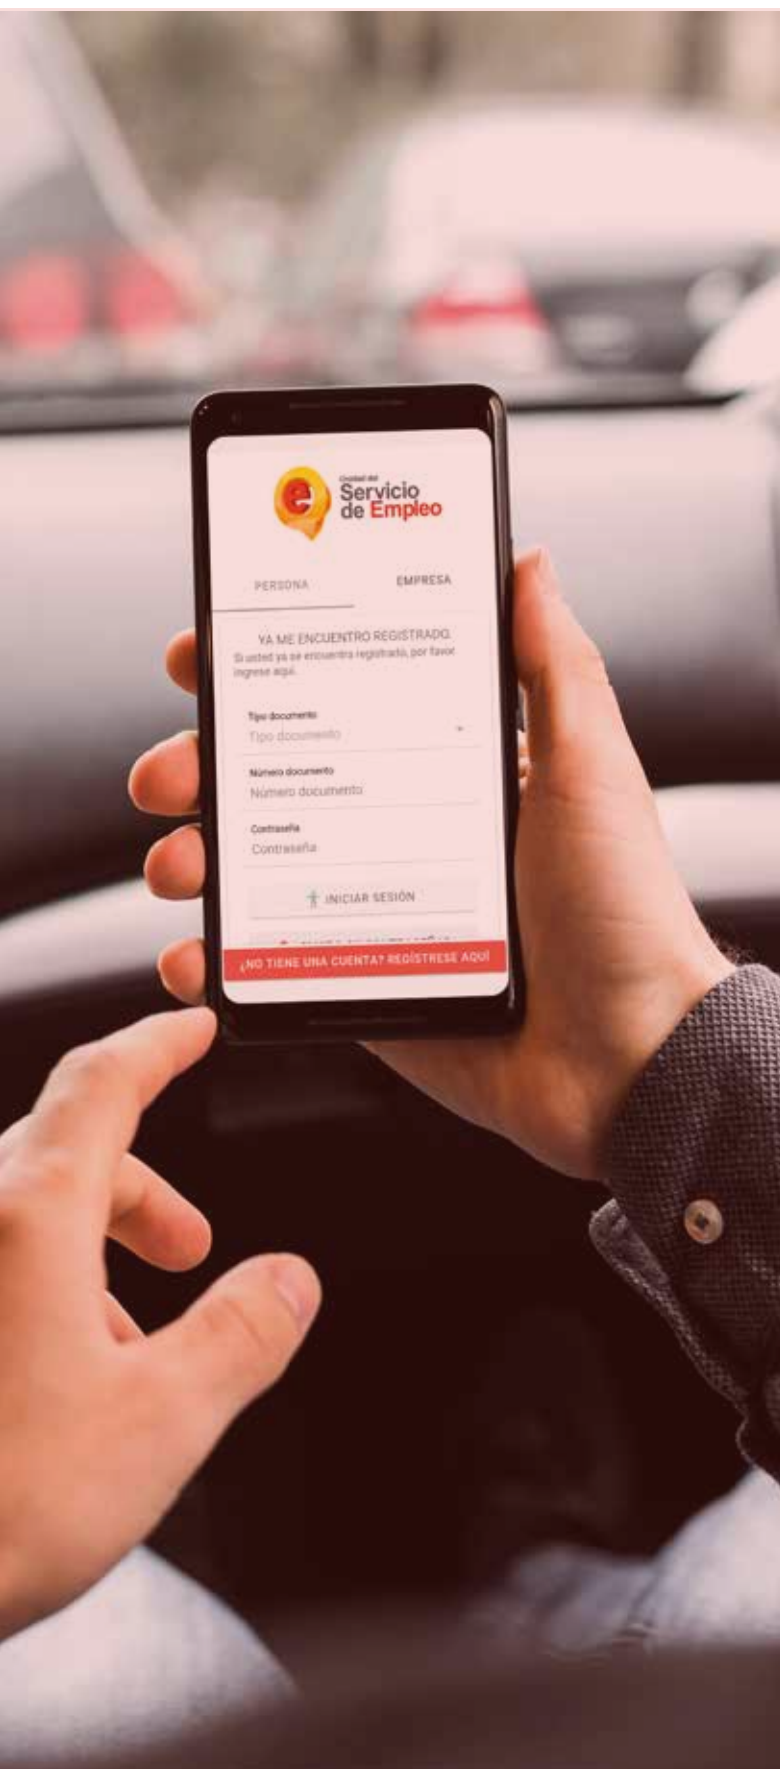 Unidad del
Servicio
de Empleo
PERSONA
EMPRESA
YA ME ENCUENTRO REGISTRADO.
Si usted ya se encuentra registrado, por favor
ingrese aquí.
Tipo documento
Tipo documento
Número documento
Número documento
Contraseña
Contraseña
INICIAR SESIÓN
¿NO TIENE UNA CUENTA? REGÍSTRESE AQUÍ